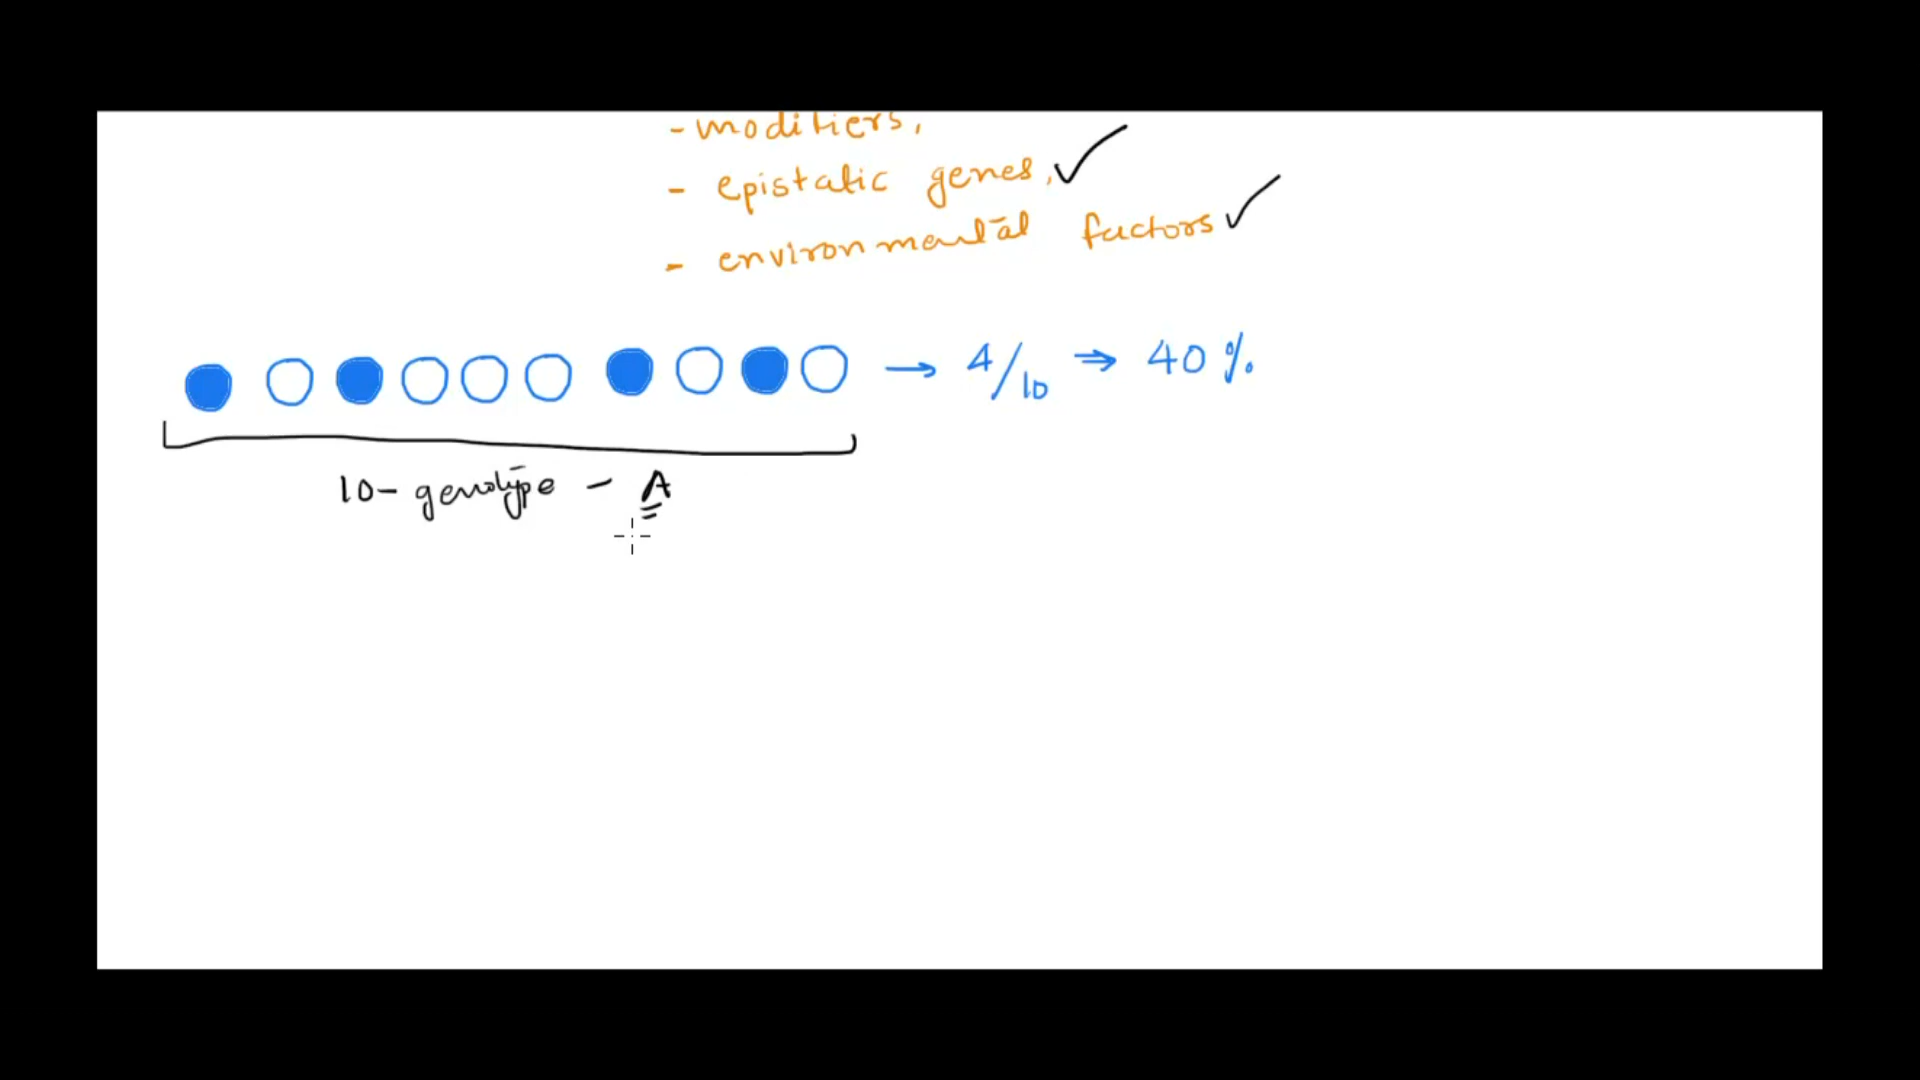 - modifiers,
- epistatic genes,
- environmental factors
→ 4/10 ⇒ 40%
10- genotype - A